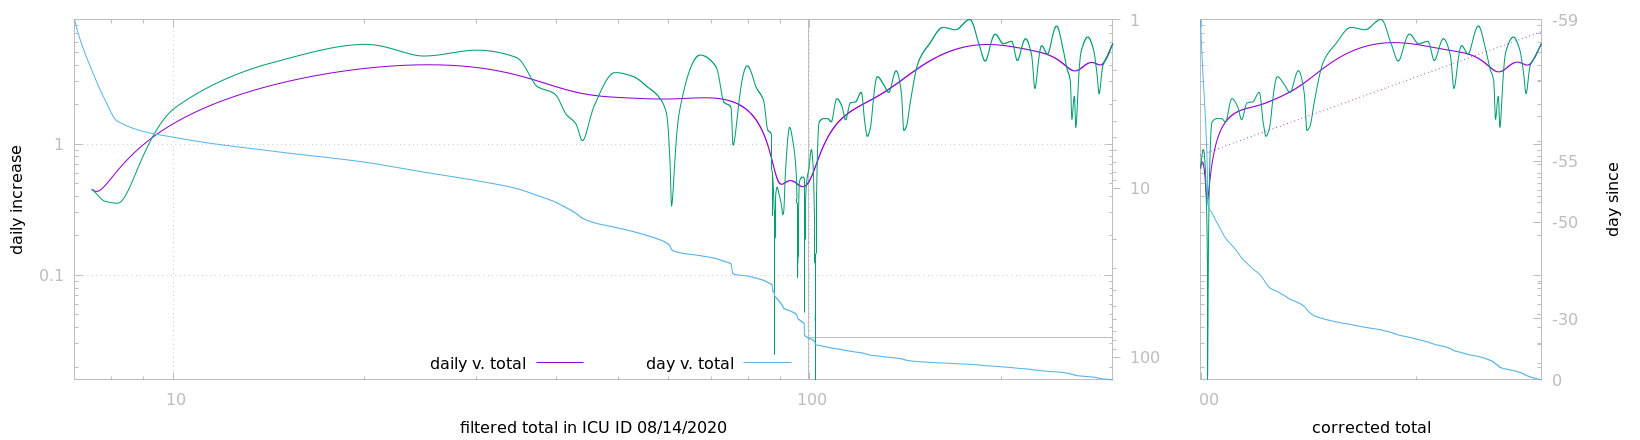 daily increase
1
0.1
10
100
1
10
100
daily v. total
day v. total
filtered total in ICU ID 08/14/2020
-59
-55
-50
-30
0
day since
00
corrected total